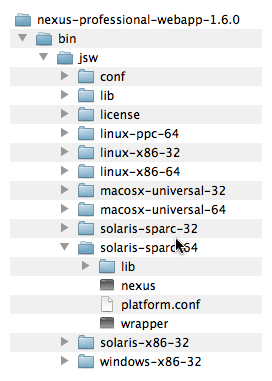 nexus-professional-webapp-1.6.0
bin
jsw
conf
lib
license
linux-ppc-64
linux-x86-32
linux-x86-64
macosx-universal-32
macosx-universal-64
solaris-sparc-32
solaris-sparc-64
lib
nexus
platform.conf
wrapper
solaris-x86-32
windows-x86-32